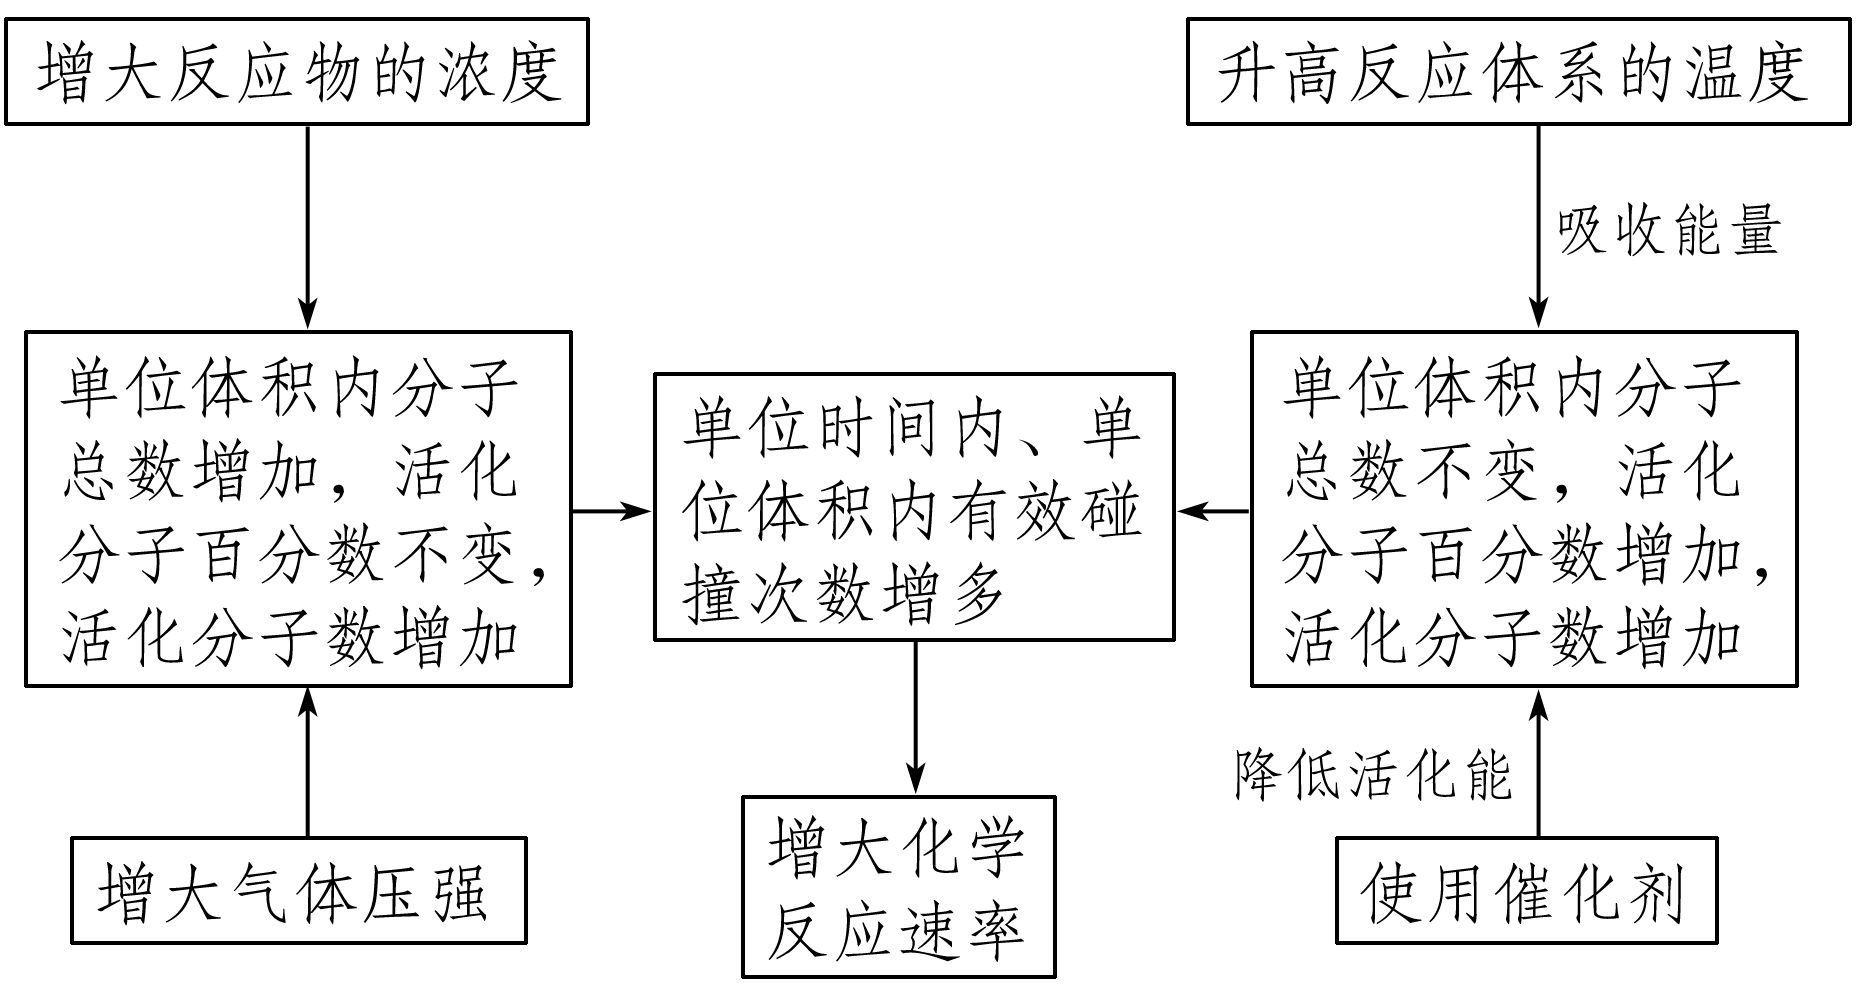 增大反应物的浓度
升高反应体系的温度
吸收能量
单位体积内分子
总数增加，活化
分子百分数不变，
活化分子数增加
单位时间内、单
位体积内有效碰
撞次数增多
单位体积内分子
总数不变，活化
分子百分数增加，
活化分子数增加
降低活化能
增大气体压强
增大化学
反应速率
使用催化剂